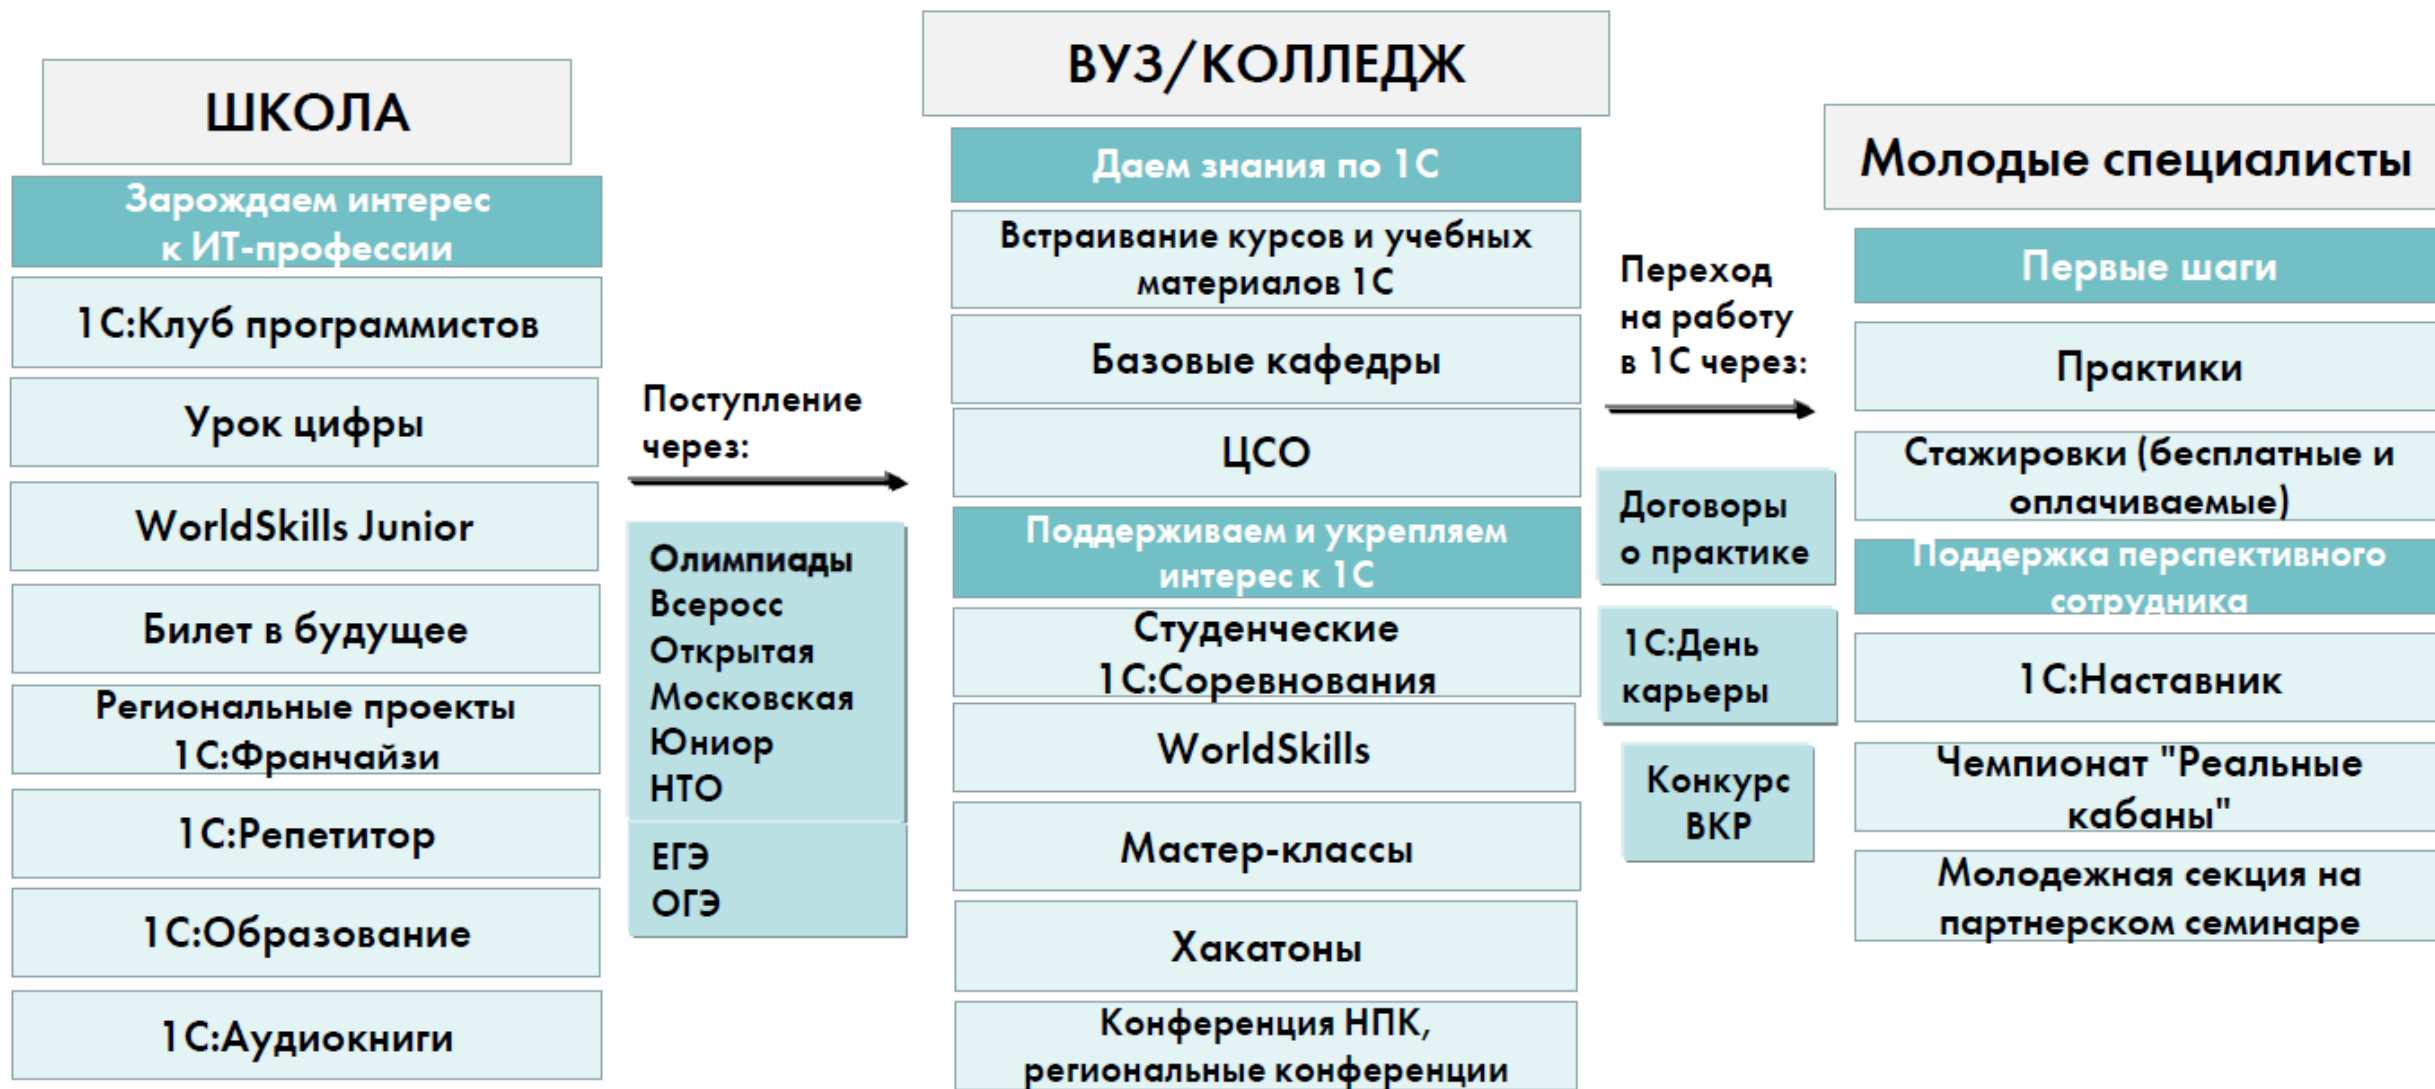 ШКОЛА
Зарождаем интерес
к ИТ-профессии
1С:Клуб программистов
Урок цифры
WorldSkills Junior
Билет в будущее
Региональные проекты
1С:Франчайзи
1С:Репетитор
1С:Образование
1С:Аудиокниги
Поступление
через:
Олимпиады
Всеросс
Открытая
Московская
Юниор
НТО
ЕГЭ
ОГЭ
ВУЗ/КОЛЛЕДЖ
Даем знания по 1С
Встраивание курсов и учебных
материалов 1С
Базовые кафедры
ЦСО
Поддерживаем и укрепляем
интерес к 1С
Студенческие
1С:Соревнования
WorldSkills
Мастер-классы
Хакатоны
Конференция НПК,
региональные конференции
Переход
на работу
в 1С через:
Договоры
о практике
1С:День
карьеры
Конкурс
ВКР
Молодые специалисты
Первые шаги
Практики
Стажировки (бесплатные и
оплачиваемые)
Поддержка перспективного
сотрудника
1С:Наставник
Чемпионат "Реальные
кабаны"
Молодежная секция на
партнерском семинаре